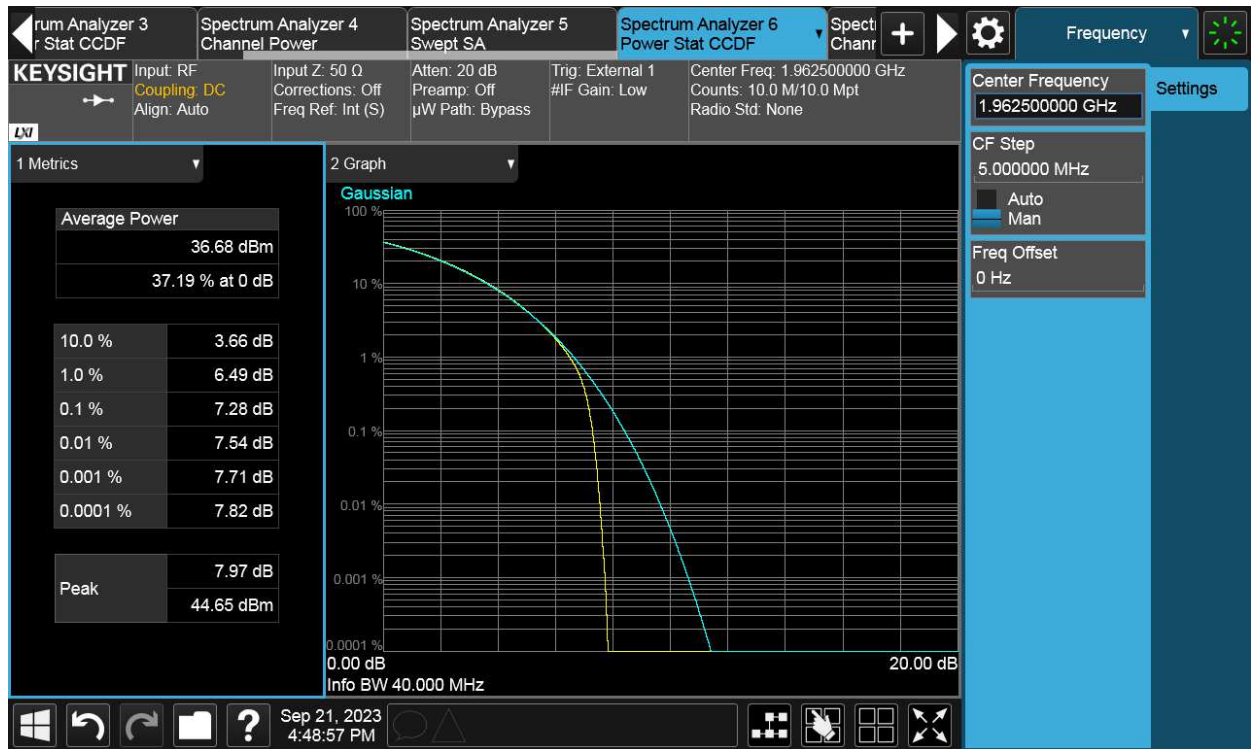 rum Analyzer 3
r Stat CCDF
Spectrum Analyzer 4
Channel Power
Spectrum Analyzer 5
Swept SA
Spectrum Analyzer 6
Power Stat CCDF
Spect
Chann
+
Frequency
KEYSIGHT
LXI
Input: RF
Coupling: DC
Align: Auto
Input Z: 50 Ω
Corrections: Off
Freq Ref: Int (S)
Atten: 20 dB
Preamp: Off
µW Path: Bypass
Trig: External 1
#IF Gain: Low
Center Freq: 1.962500000 GHz
Counts: 10.0 M/10.0 Mpt
Radio Std: None
Center Frequency
1.962500000 GHz
Settings
CF Step
5.000000 MHz
Auto
Man
Freq Offset
0 Hz
1 Metrics
Average Power
36.68 dBm
37.19 % at 0 dB
10.0 % 3.66 dB
1.0 % 6.49 dB
0.1 % 7.28 dB
0.01 % 7.54 dB
0.001 % 7.71 dB
0.0001 % 7.82 dB
Peak 7.97 dB
44.65 dBm
2 Graph
Gaussian
100 %
10 %
1 %
0.1 %
0.01 %
0.001 %
0.0001 %
0.00 dB 20.00 dB
Info BW 40.000 MHz
?
Sep 21, 2023
4:48:57 PM